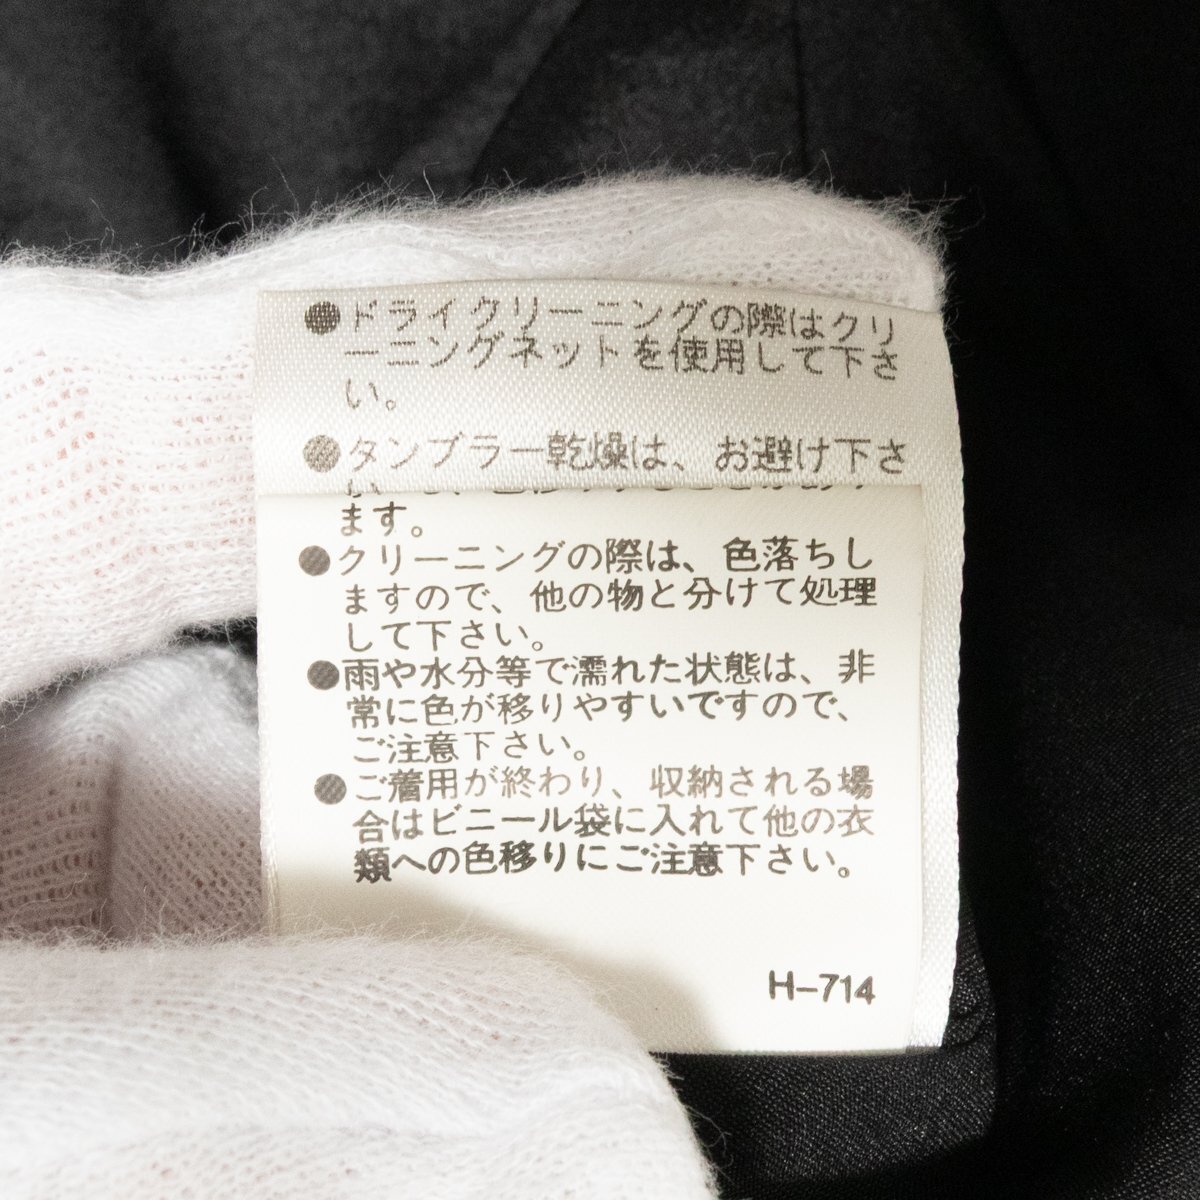 ●ドライクリーニングの際はクリ
ーニングネットを使用して下さ
い。
●タンブラー乾燥は、お避け下さ
ます。
●クリーニングの際は、色落ちし
ますので、他の物と分けて処理
して下さい。
●雨や水分等で濡れた状態は、非
常に色が移りやすいですので、
ご注意下さい。
●ご着用が終わり、収納される場
合はビニール袋に入れて他の衣
類への色移りにご注意下さい。
H-714